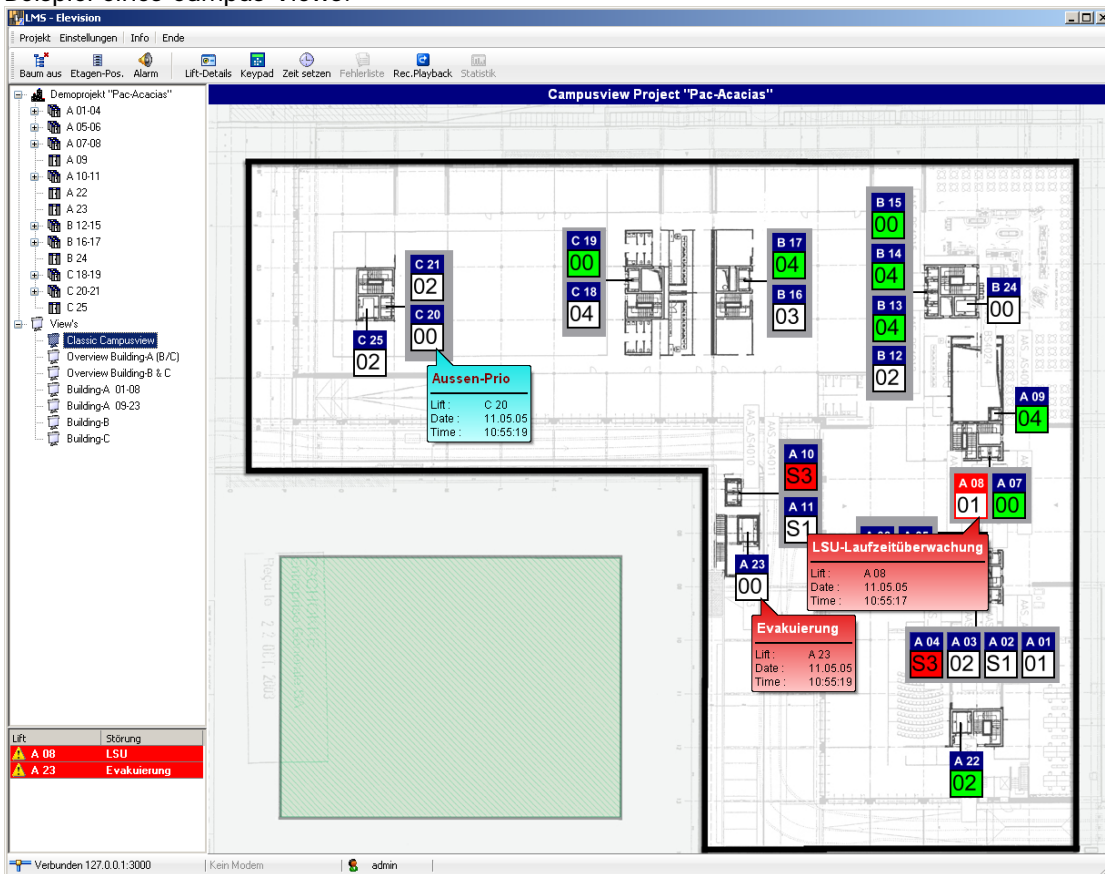 Beispiel eines Campus-Viewer
LMS - Elevision
Projekt Einstellungen Info Ende
Baum aus Etagen-Pos. Alarm Lift-Details Keypad Zeit setzen Fehlerliste Rec.Playback Statistik
Demoprojekt "Pac-Acacias"
A 01-04
A 05-06
A 07-08
A 09
A 10-11
A 22
A 23
B 12-15
B 16-17
B 24
C 18-19
C 20-21
C 25
View's
Classic Campusview
Overview Building-A (B/C)
Overview Building-B & C
Building-A 01-08
Building-A 09-23
Building-B
Building-C
Lift Störung
A 08 LSU
A 23 Evakuierung
Campusview Project "Pac-Acacias"
C 21
02
C 20
00
C 25
02
Aussen-Prio
Lift : C 20
Date : 11.05.05
Time : 10:55:19
C 19
00
C 18
04
B 17
04
B 16
03
B 15
00
B 14
04
B 13
04
B 12
02
B 24
00
A 09
04
A 10
S3
A 11
S1
A 08
01
A 07
00
LSU-Laufzeitüberwachung
Lift : A 08
Date : 11.05.05
Time : 10:55:17
A 23
00
Evakuierung
Lift : A 23
Date : 11.05.05
Time : 10:55:19
A 04
S3
A 03
02
A 02
S1
A 01
01
A 22
02
Verbunden 127.0.0.1:3000 Kein Modem admin